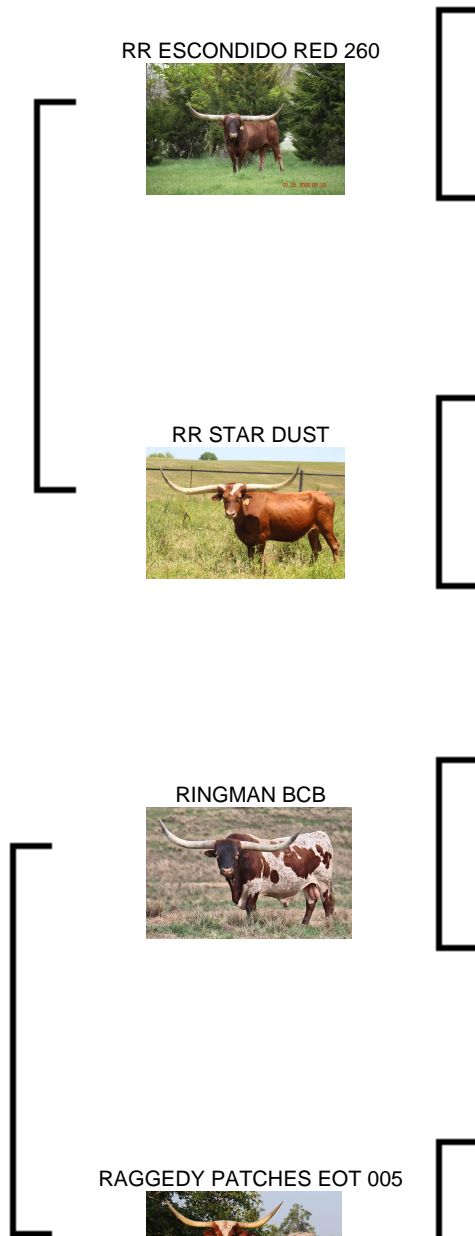 RR ESCONDIDO RED 260
RR STAR DUST
RINGMAN BCB
RAGGEDY PATCHES EOT 005